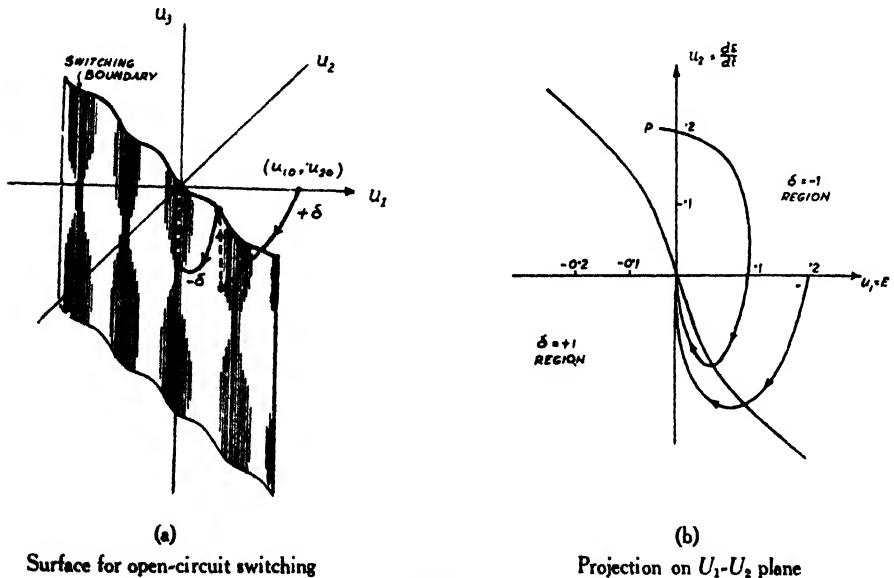 U3
SWITCHING
BOUNDARY
U2
(U10, U20)
U1
+δ
-δ
(a)
Surface for open-circuit switching
U2 = dE/dt
P
.2
.1
δ=-1
REGION
-0.2
-0.1
.1
.2
U1=E
δ=+1
REGION
(b)
Projection on U1-U2 plane